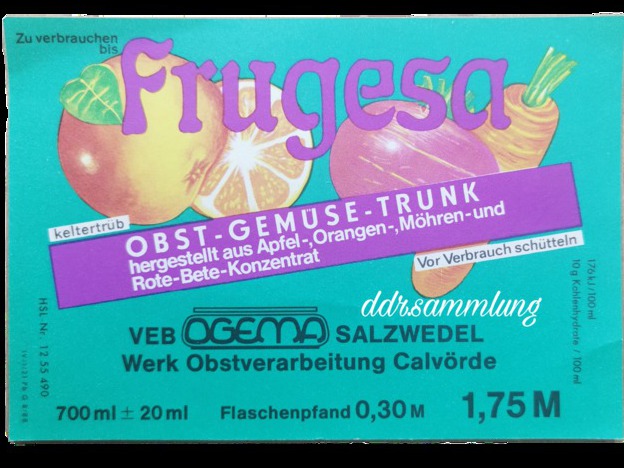 Zu verbrauchen
bis
Frugesa
keltertrüb
OBST-GEMÜSE-TRUNK
hergestellt aus Apfel-, Orangen-, Möhren- und
Rote-Bete-Konzentrat
Vor Verbrauch schütteln
176 kJ/100 ml
10 g Kohlenhydrate / 100 ml
ddr.sammlung
VEB OGEMA SALZWEDEL
Werk Obstverarbeitung Calvörde
HSL Nr. 12 55 490
700 ml ± 20 ml Flaschenpfand 0,30 M 1,75 M